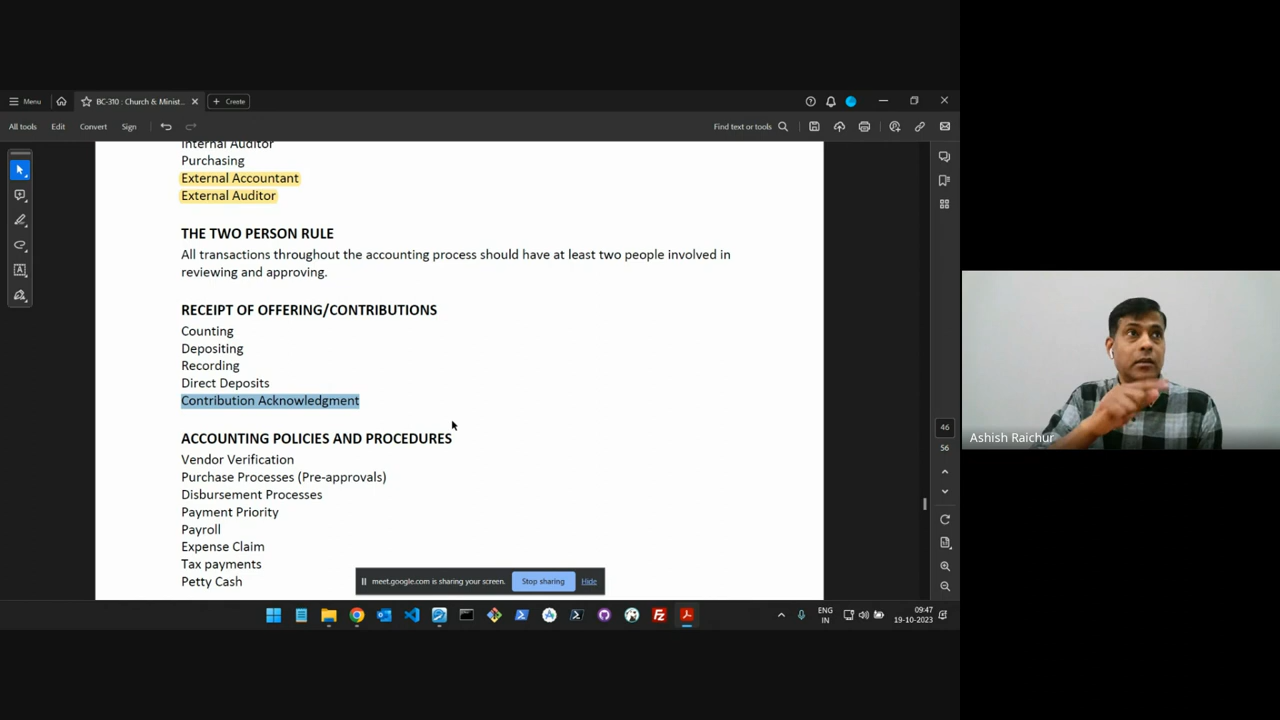 Menu
BC-310 : Church & Minist...
Create
All tools
Edit
Convert
Sign
Find text or tools
Internal Auditor
Purchasing
External Accountant
External Auditor
THE TWO PERSON RULE
All transactions throughout the accounting process should have at least two people involved in
reviewing and approving.
RECEIPT OF OFFERING/CONTRIBUTIONS
Counting
Depositing
Recording
Direct Deposits
Contribution Acknowledgment
ACCOUNTING POLICIES AND PROCEDURES
Vendor Verification
Purchase Processes (Pre-approvals)
Disbursement Processes
Payment Priority
Payroll
Expense Claim
Tax payments
Petty Cash
46
56
meet.google.com is sharing your screen.
Stop sharing
Hide
ENG
IN
09:47
19-10-2023
Ashish Raichur